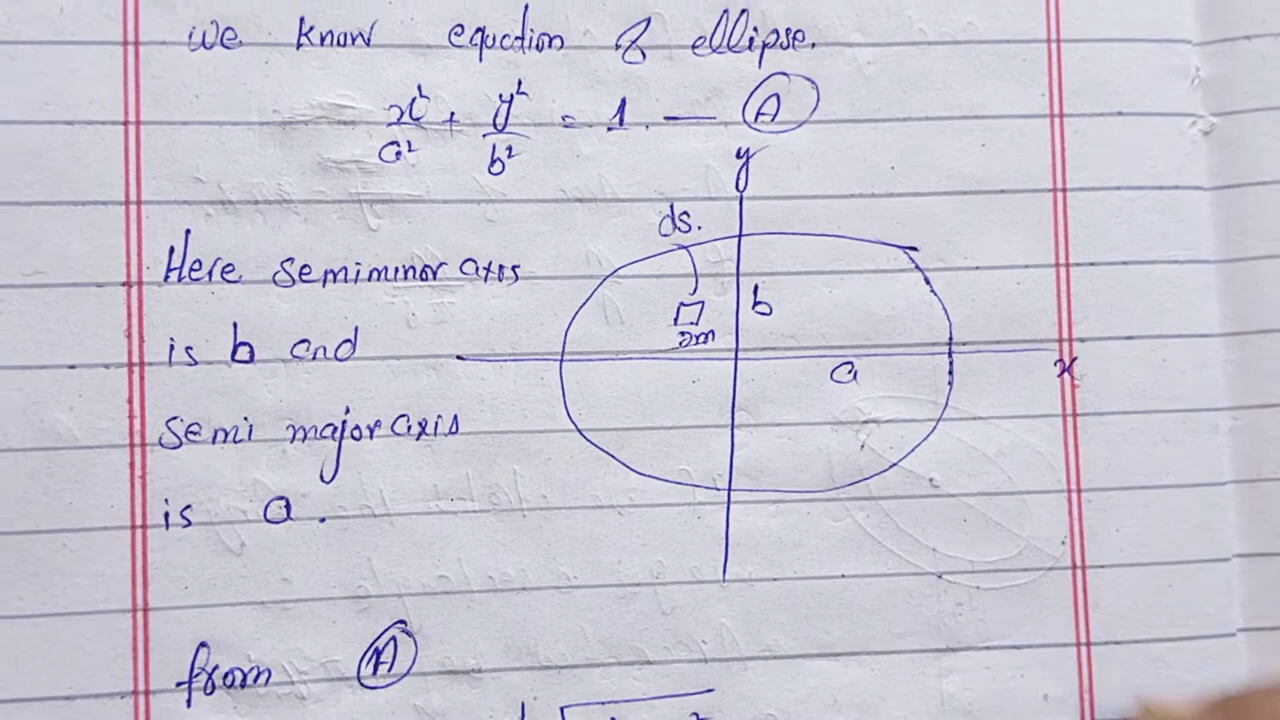 we know equation of ellipse.
x²/a² + y²/b² = 1. — (A)
y
ds.
Here semiminor axis
b
is b and
dm
x
a
semi major axis
is a.
from (A)